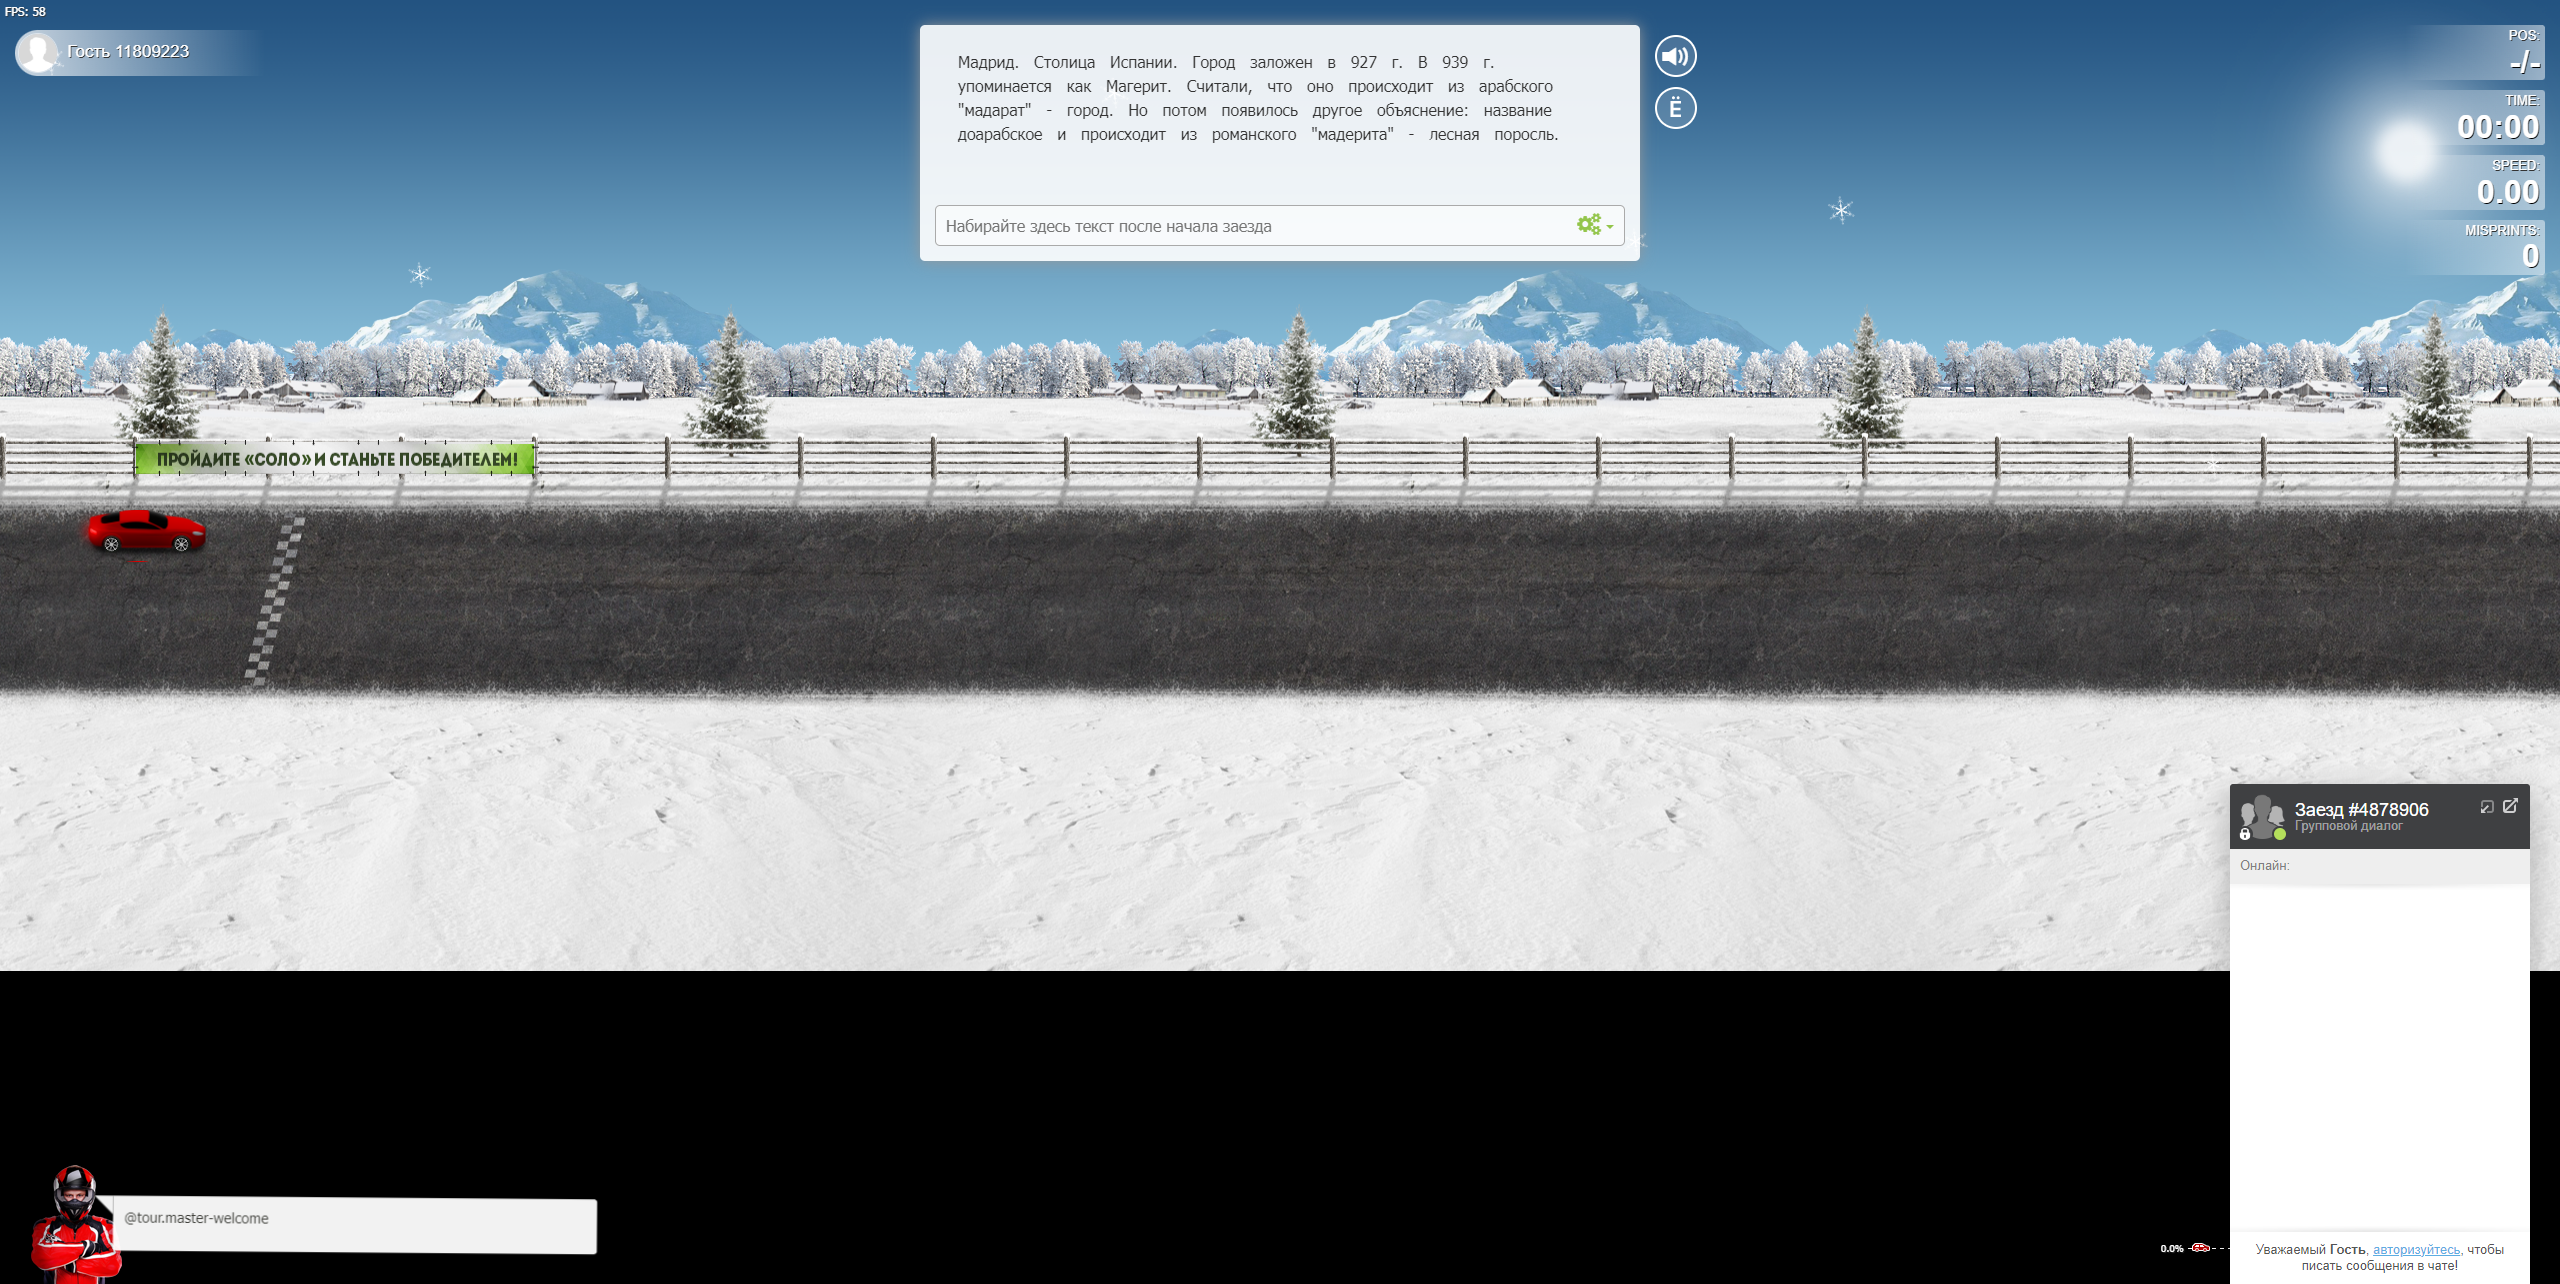 FPS: 58
Гость 11809223
Мадрид. Столица Испании. Город заложен в 927 г. В 939 г.
упоминается как Магерит. Считали, что оно происходит из арабского
"мадарат" - город. Но потом появилось другое объяснение: название
доарабское и происходит из романского "мадерита" - лесная поросль.
Набирайте здесь текст после начала заезда
Ё
POS:
-/-
TIME:
00:00
SPEED:
0.00
MISPRINTS:
0
ПРОЙДИТЕ «СОЛО» И СТАНЬТЕ ПОБЕДИТЕЛЕМ!
Заезд #4878906
Групповой диалог
Онлайн:
@tour.master-welcome
0.0%
Уважаемый Гость, авторизуйтесь, чтобы
писать сообщения в чате!